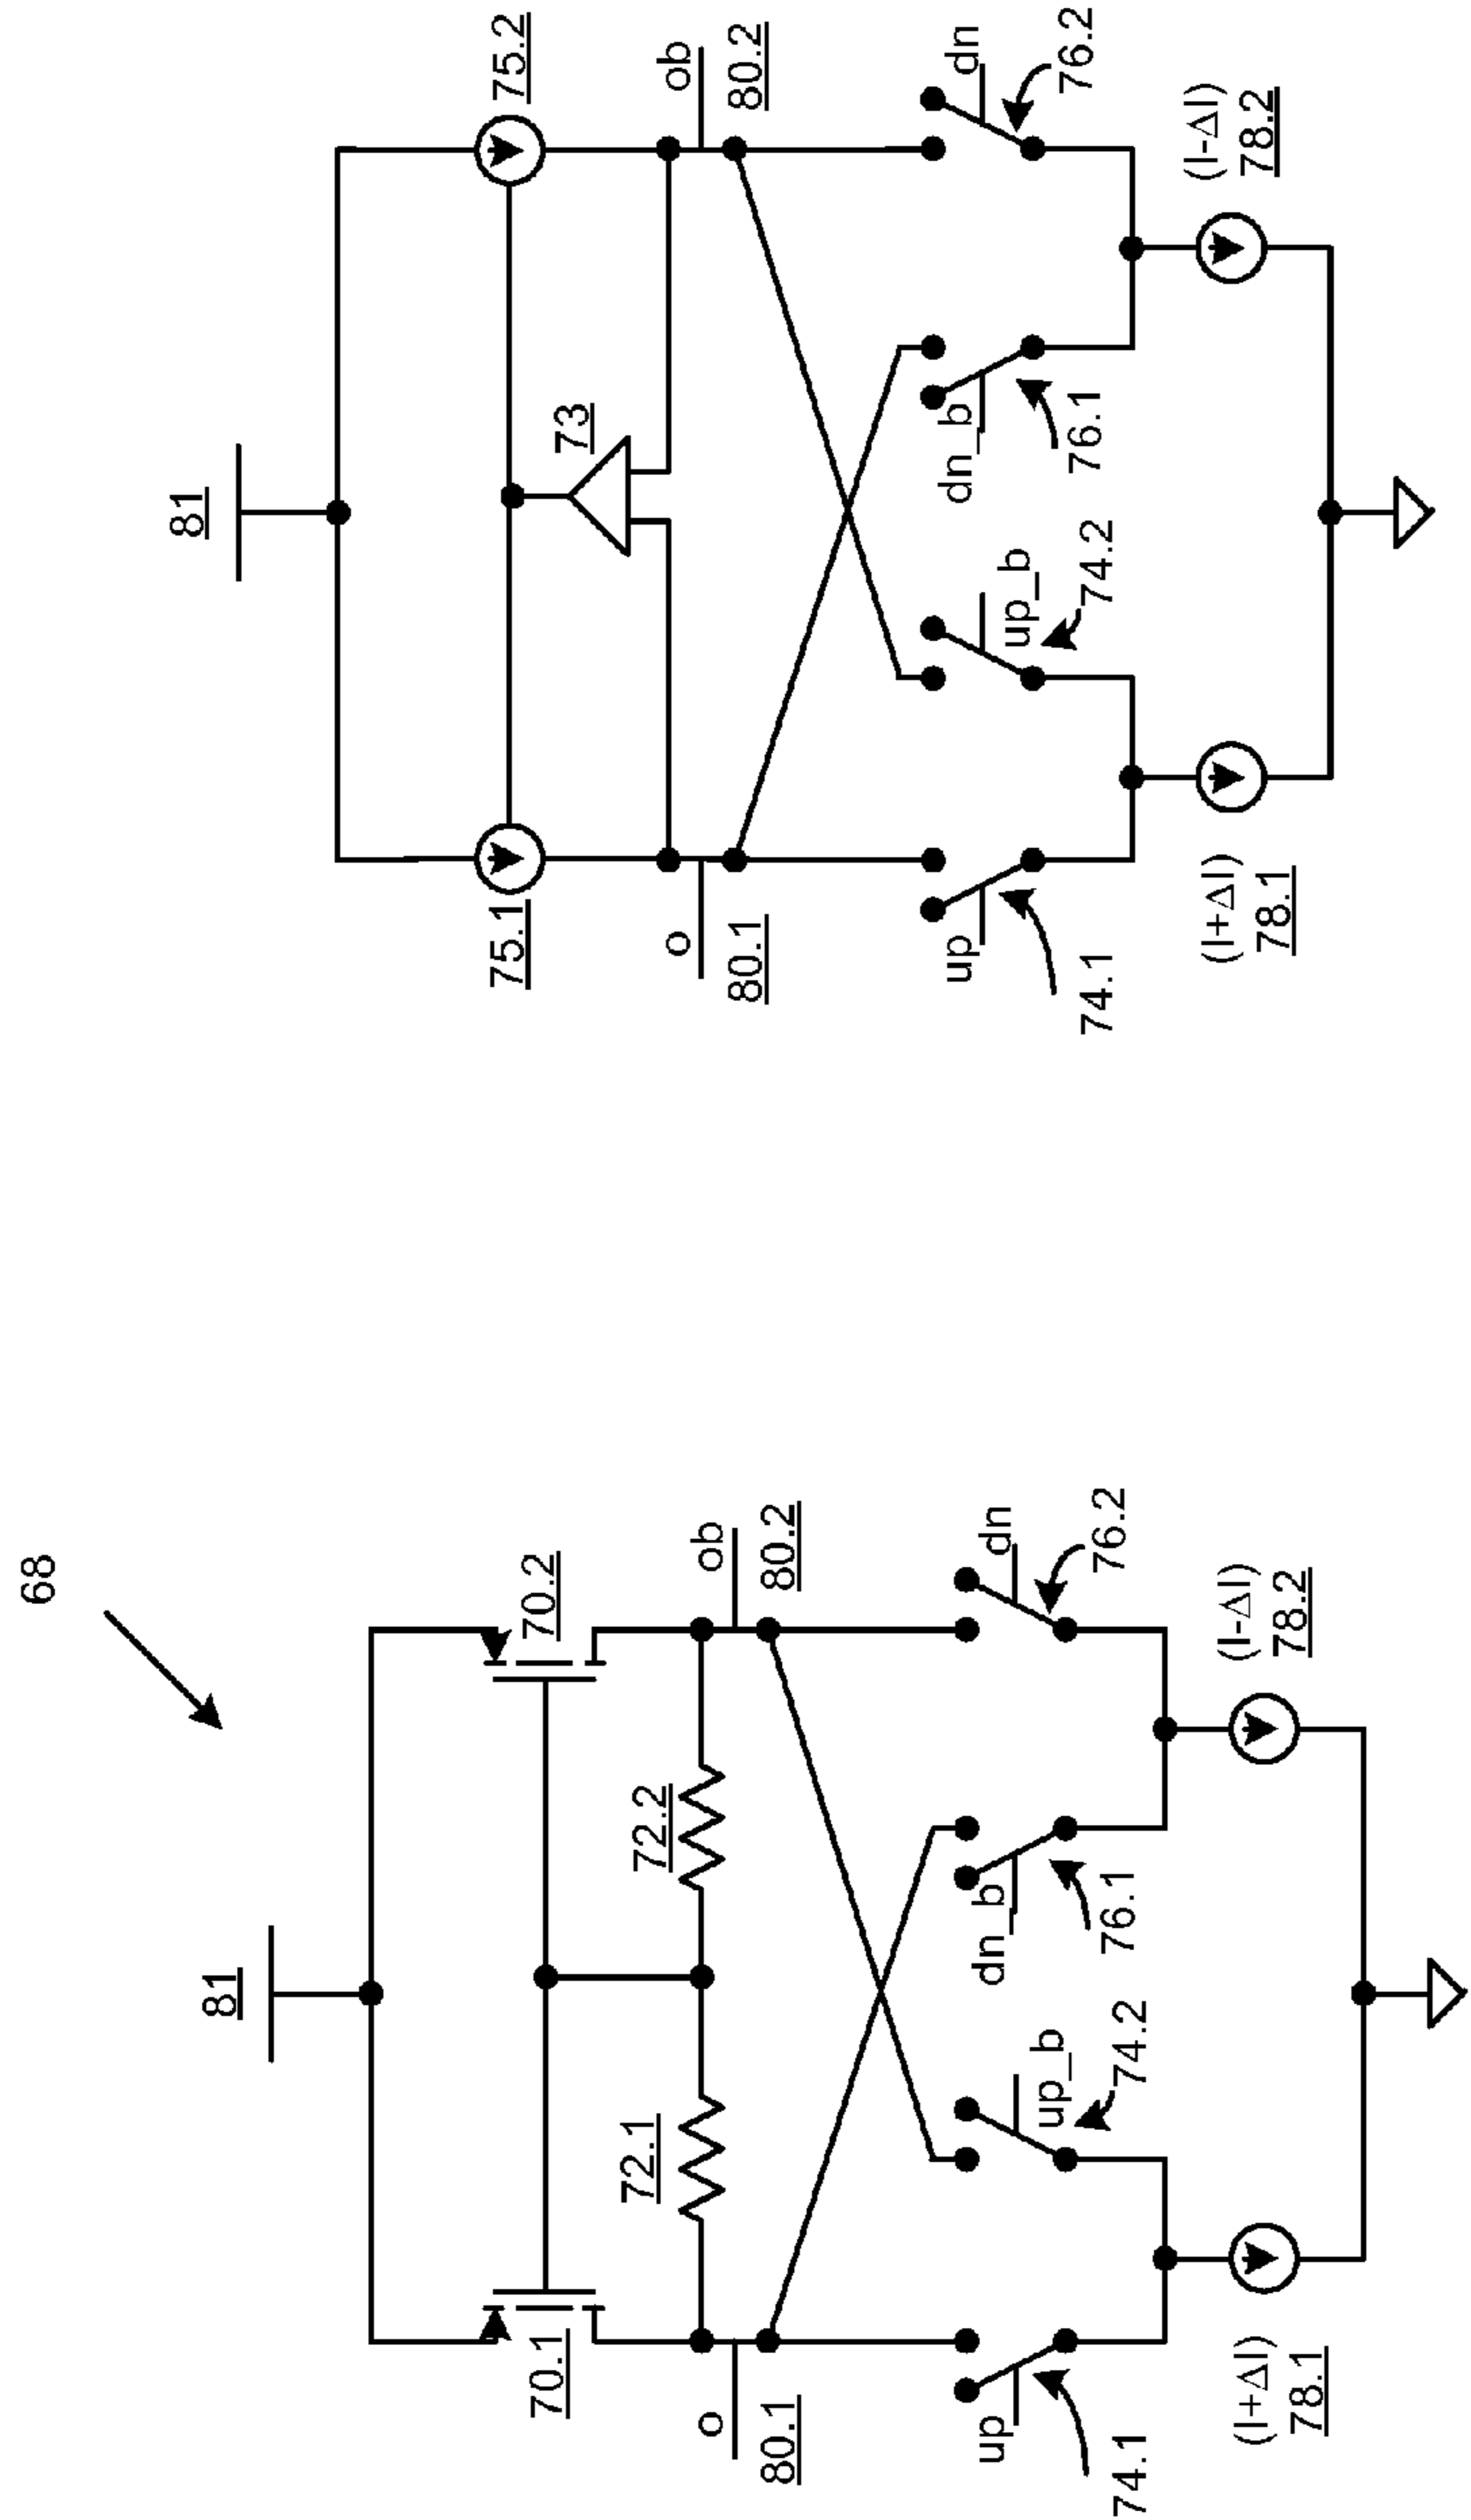 68
81
70.1
70.2
72.1
72.2
o
80.1
ob
80.2
up
74.1
up_b
74.2
dn_b
76.1
dn
76.2
(I+ΔI)
78.1
(I-ΔI)
78.2
81
75.1
75.2
73
o
80.1
ob
80.2
up
74.1
up_b
74.2
dn_b
76.1
dn
76.2
(I+ΔI)
78.1
(I-ΔI)
78.2